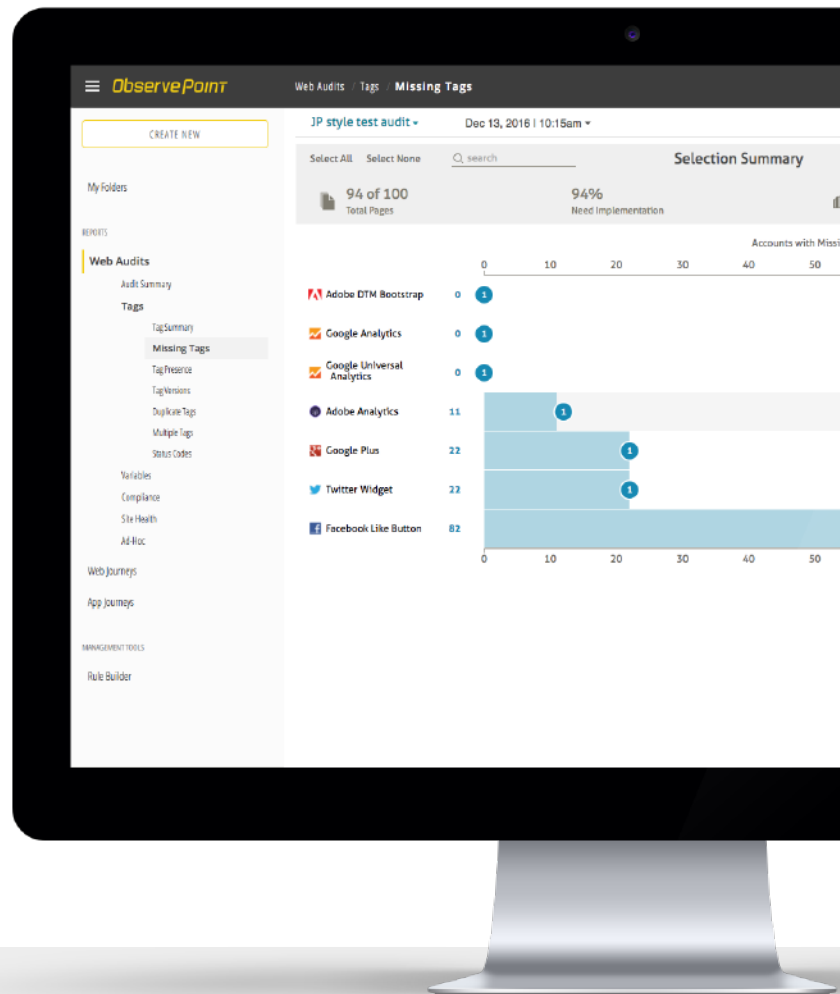 ObservePoint
Web Audits / Tags / Missing Tags
CREATE NEW
My Folders
REPORTS
Web Audits
Audit Summary
Tags
Tag Summary
Missing Tags
Tag Presence
Tag Versions
Duplicate Tags
Multiple Tags
Status Codes
Variables
Compliance
Site Health
Ad-Hoc
Web Journeys
App Journeys
MANAGEMENT TOOLS
Rule Builder
JP style test audit
Dec 13, 2016 | 10:15am
Select All Select None search Selection Summary
94 of 100
Total Pages
94%
Need Implementation
Accounts with Missi
0 10 20 30 40 50
Adobe DTM Bootstrap 0 1
Google Analytics 0 1
Google Universal
Analytics 0 1
Adobe Analytics 11 1
Google Plus 22 1
Twitter Widget 22 1
Facebook Like Button 82
0 10 20 30 40 50